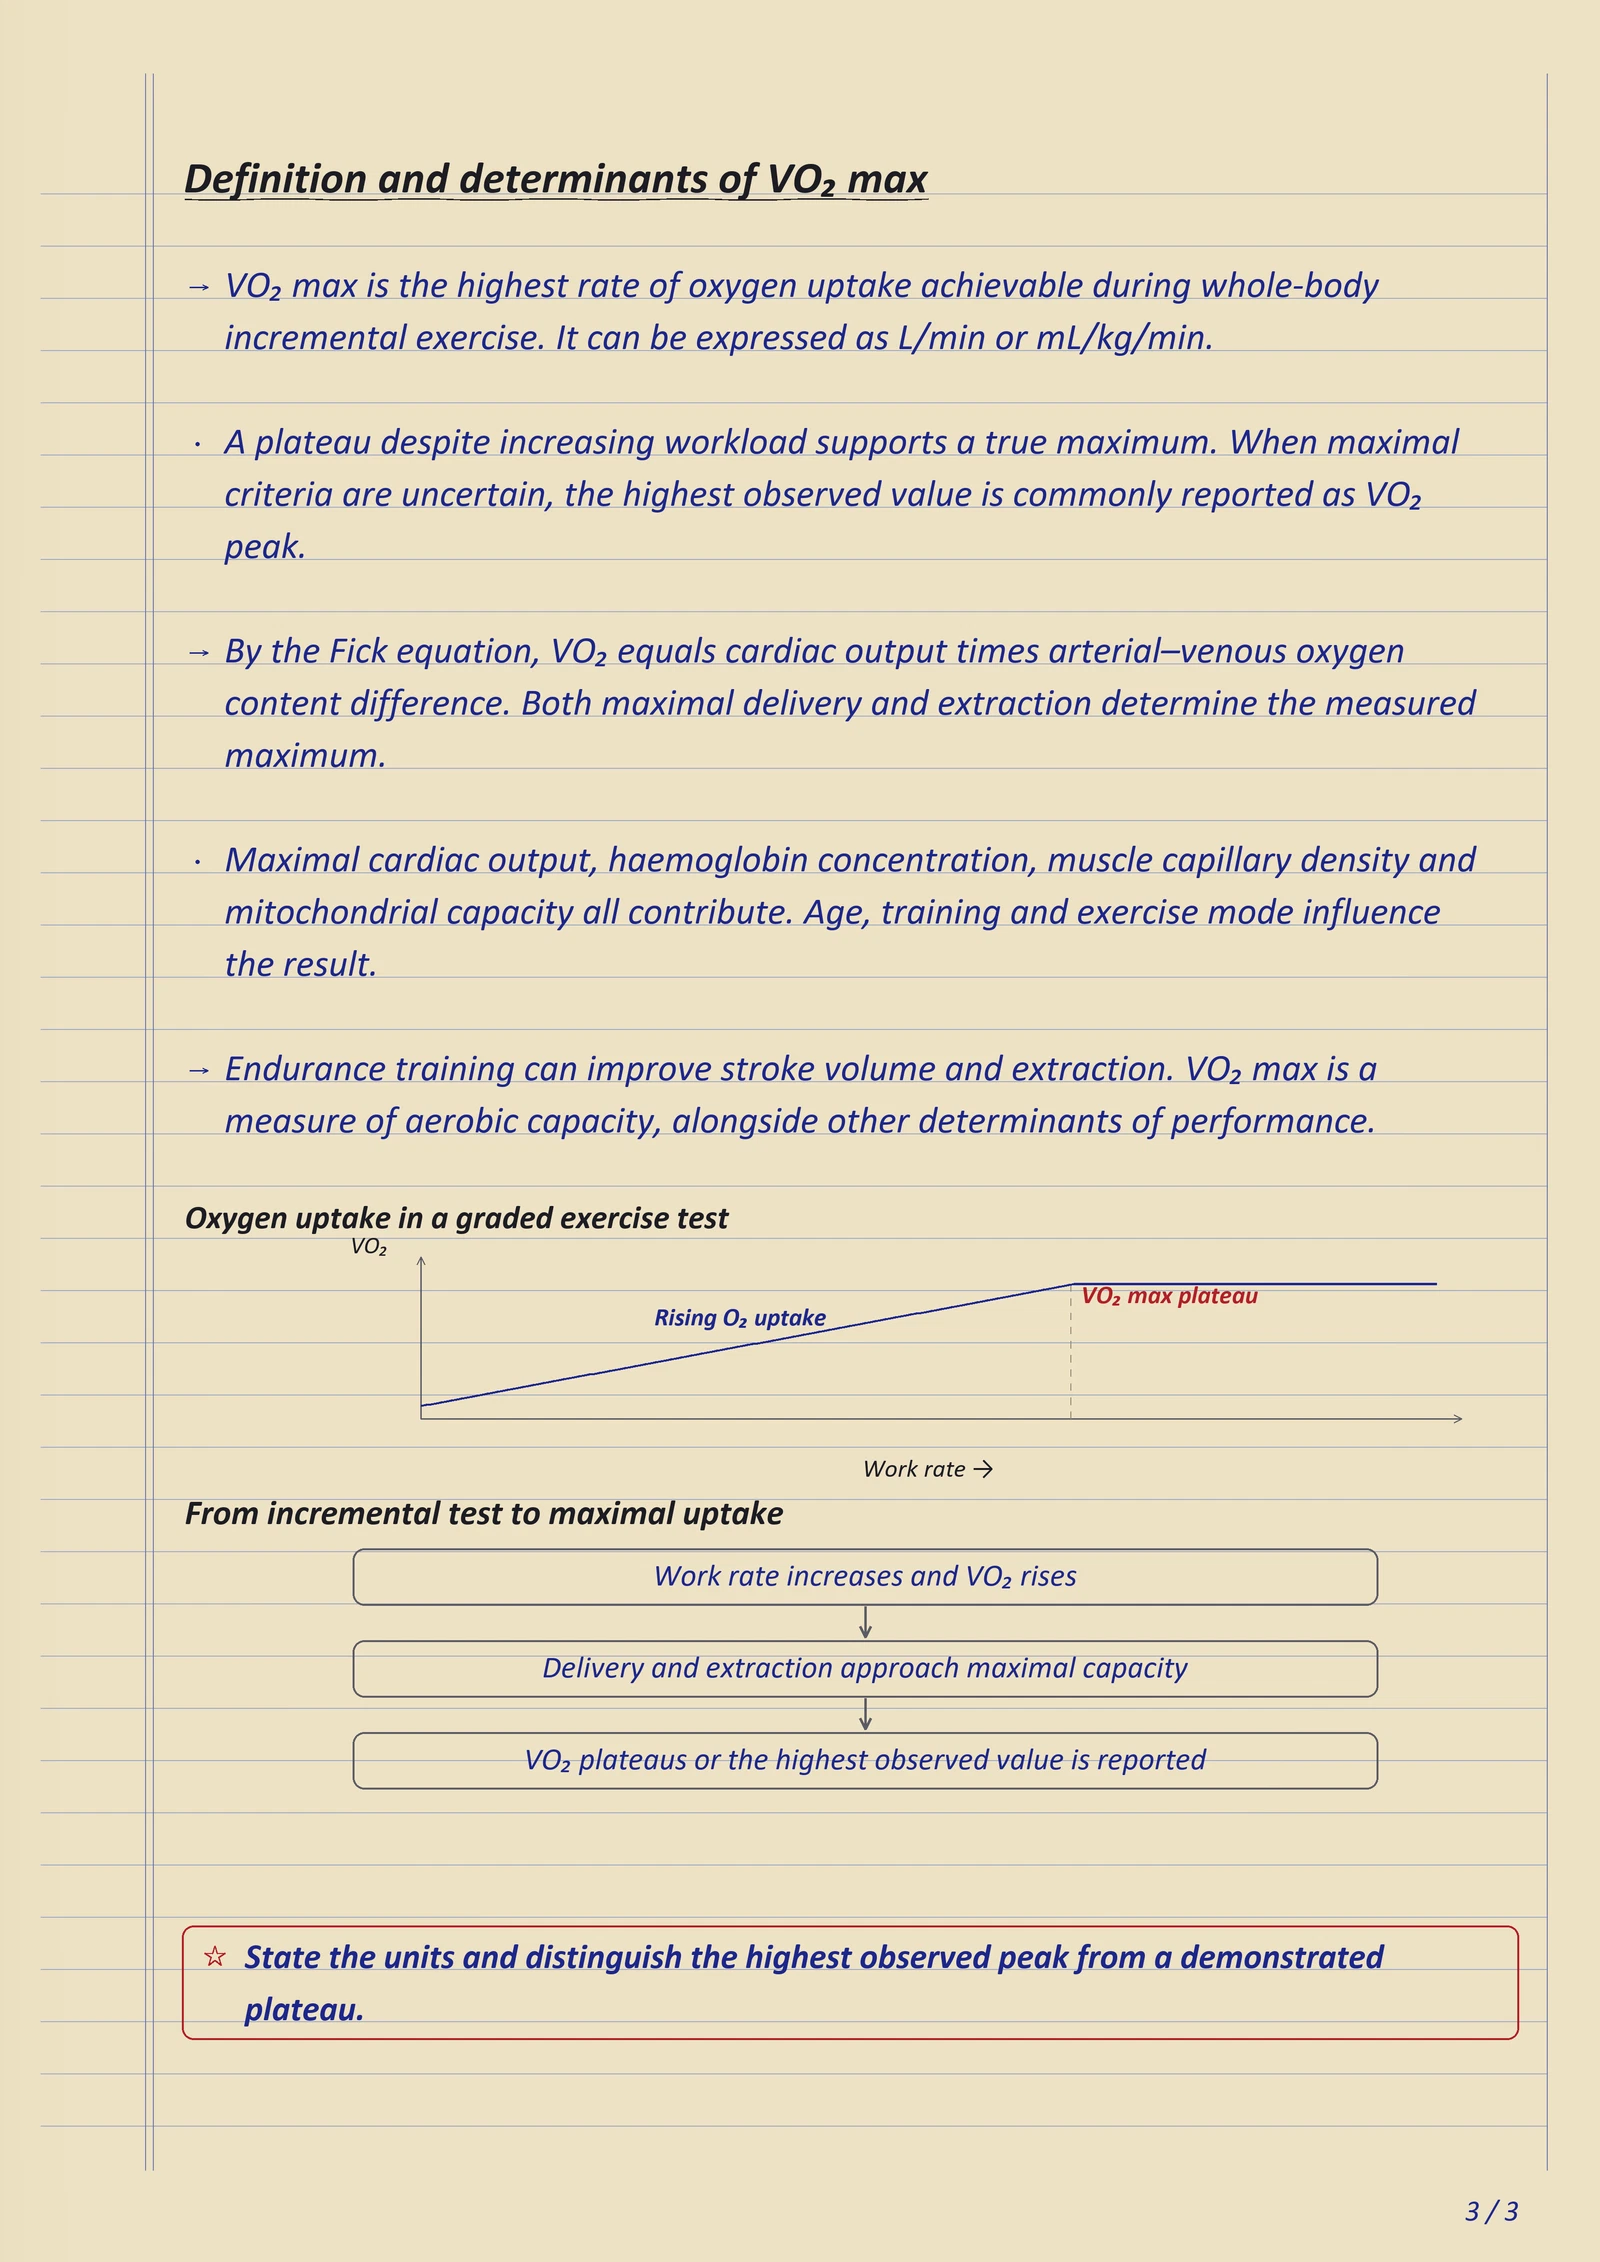 Definition and determinants of VO₂ max
→ VO₂ max is the highest rate of oxygen uptake achievable during whole-body
incremental exercise. It can be expressed as L/min or mL/kg/min.
· A plateau despite increasing workload supports a true maximum. When maximal
criteria are uncertain, the highest observed value is commonly reported as VO₂
peak.
→ By the Fick equation, VO₂ equals cardiac output times arterial–venous oxygen
content difference. Both maximal delivery and extraction determine the measured
maximum.
· Maximal cardiac output, haemoglobin concentration, muscle capillary density and
mitochondrial capacity all contribute. Age, training and exercise mode influence
the result.
→ Endurance training can improve stroke volume and extraction. VO₂ max is a
measure of aerobic capacity, alongside other determinants of performance.
Oxygen uptake in a graded exercise test
VO₂
VO₂ max plateau
Rising O₂ uptake
Work rate →
From incremental test to maximal uptake
Work rate increases and VO₂ rises
Delivery and extraction approach maximal capacity
VO₂ plateaus or the highest observed value is reported
☆ State the units and distinguish the highest observed peak from a demonstrated
plateau.
3 / 3